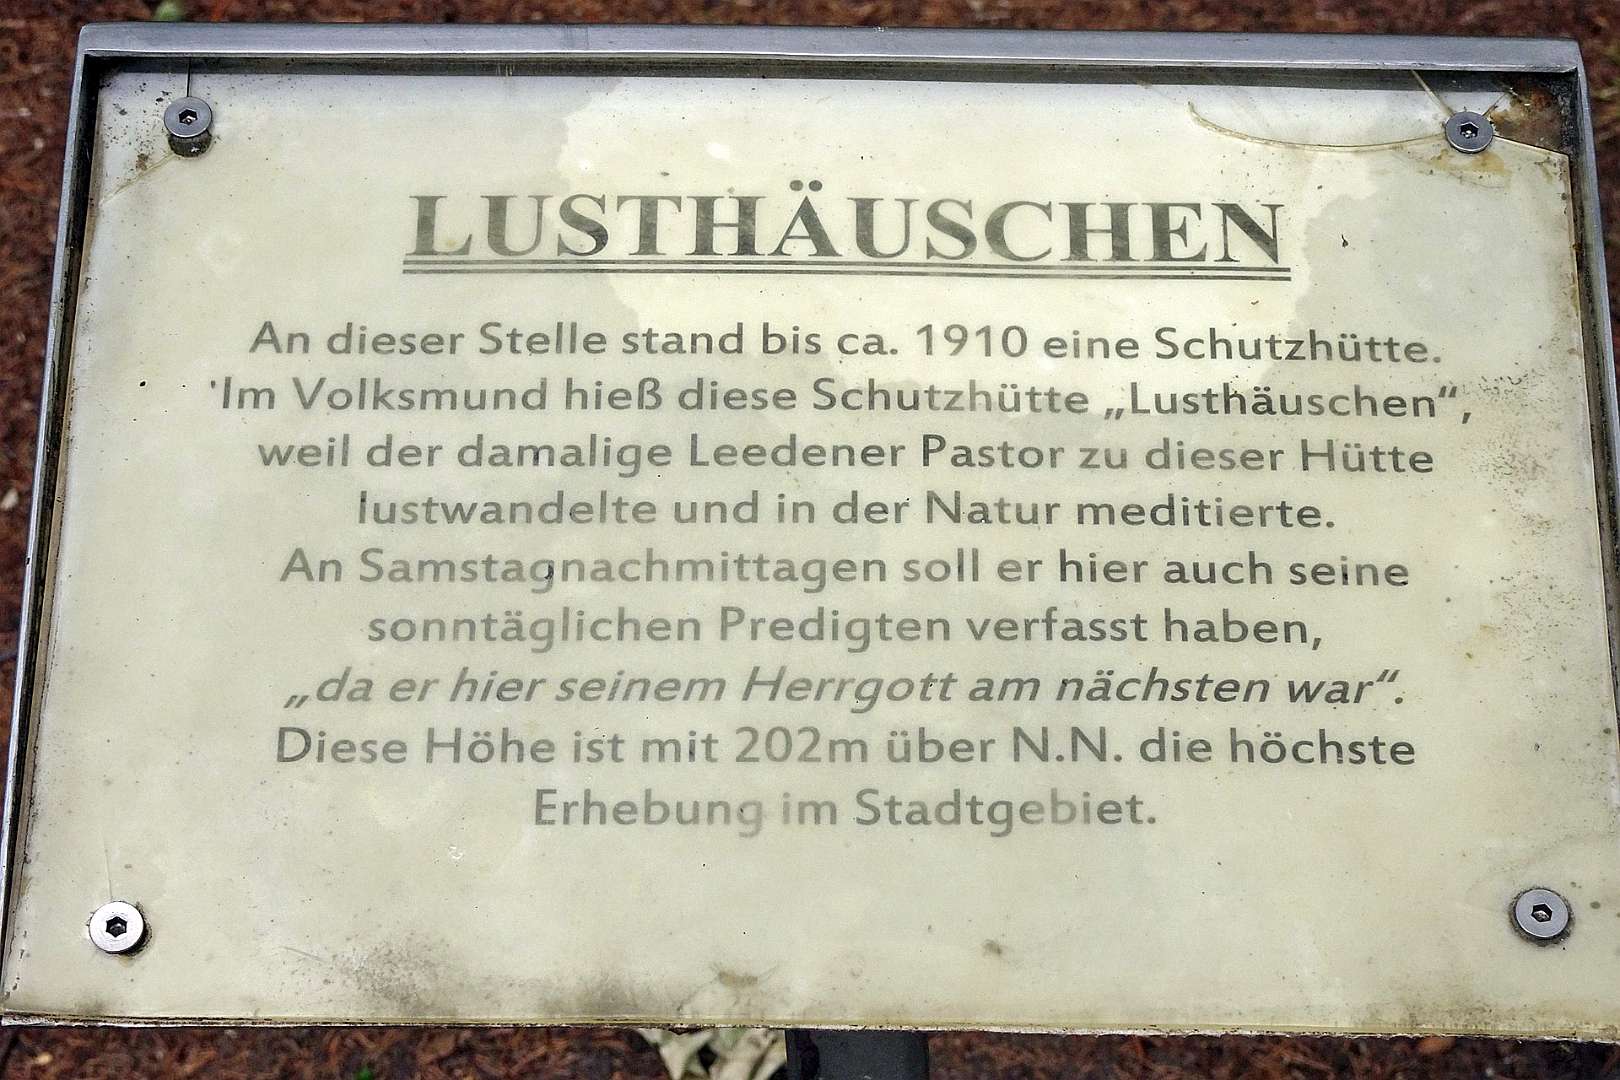 LUSTHÄUSCHEN
An dieser Stelle stand bis ca. 1910 eine Schutzhütte.
Im Volksmund hieß diese Schutzhütte „Lusthäuschen“,
weil der damalige Leedener Pastor zu dieser Hütte
lustwandelte und in der Natur meditierte.
An Samstagnachmittagen soll er hier auch seine
sonntäglichen Predigten verfasst haben,
„da er hier seinem Herrgott am nächsten war“.
Diese Höhe ist mit 202m über N.N. die höchste
Erhebung im Stadtgebiet.